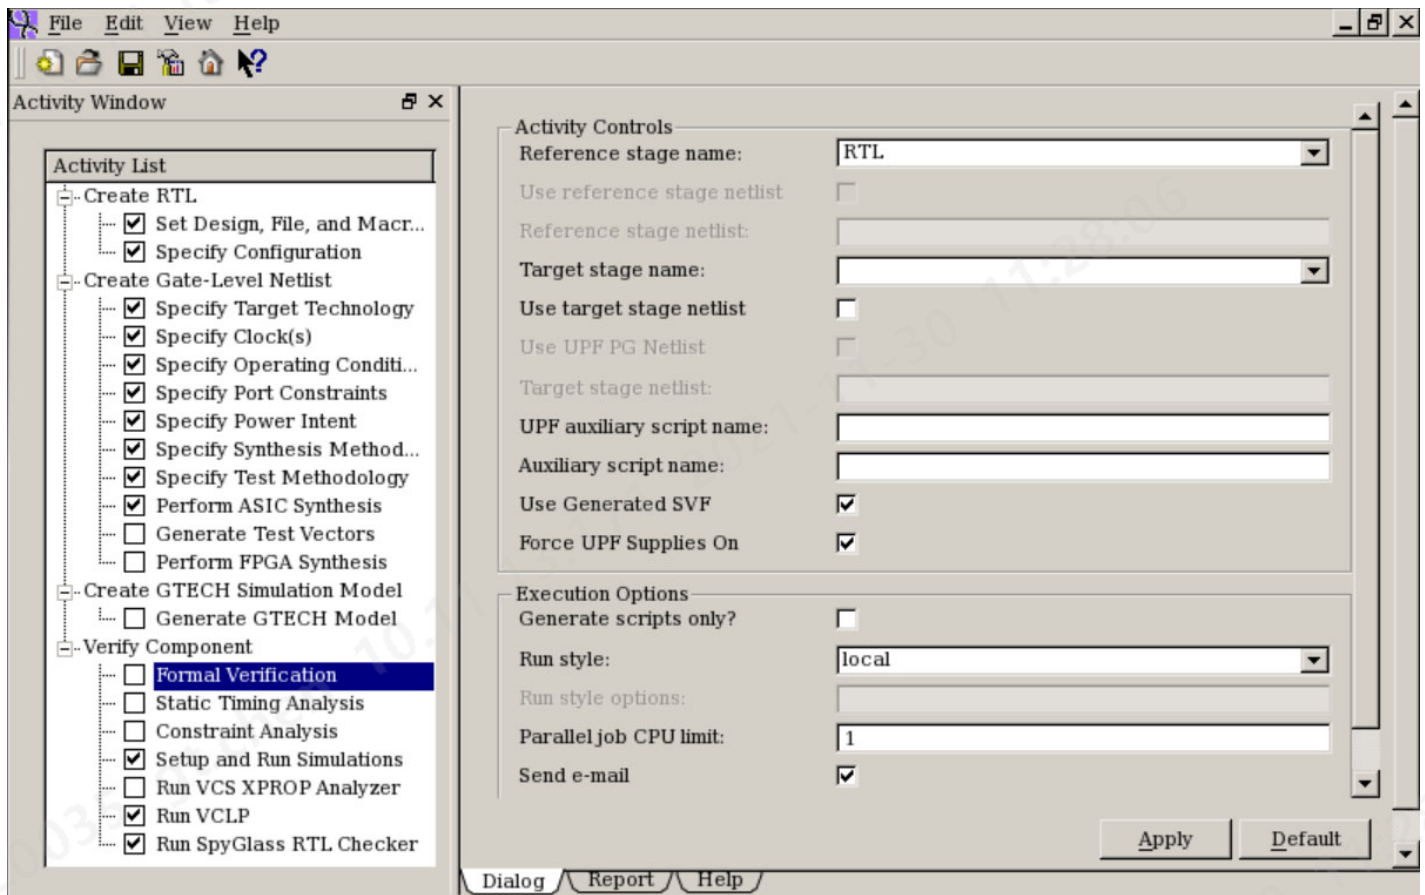 File Edit View Help
Activity Window
Activity List
Create RTL
Set Design, File, and Macr...
Specify Configuration
Create Gate-Level Netlist
Specify Target Technology
Specify Clock(s)
Specify Operating Conditi...
Specify Port Constraints
Specify Power Intent
Specify Synthesis Method...
Specify Test Methodology
Perform ASIC Synthesis
Generate Test Vectors
Perform FPGA Synthesis
Create GTECH Simulation Model
Generate GTECH Model
Verify Component
Formal Verification
Static Timing Analysis
Constraint Analysis
Setup and Run Simulations
Run VCS XPROP Analyzer
Run VCLP
Run SpyGlass RTL Checker
Activity Controls
Reference stage name: RTL
Use reference stage netlist
Reference stage netlist:
Target stage name:
Use target stage netlist
Use UPF PG Netlist
Target stage netlist:
UPF auxiliary script name:
Auxiliary script name:
Use Generated SVF
Force UPF Supplies On
Execution Options
Generate scripts only?
Run style: local
Run style options:
Parallel job CPU limit: 1
Send e-mail
Apply Default
Dialog Report Help
2021-11-30 11:28:06